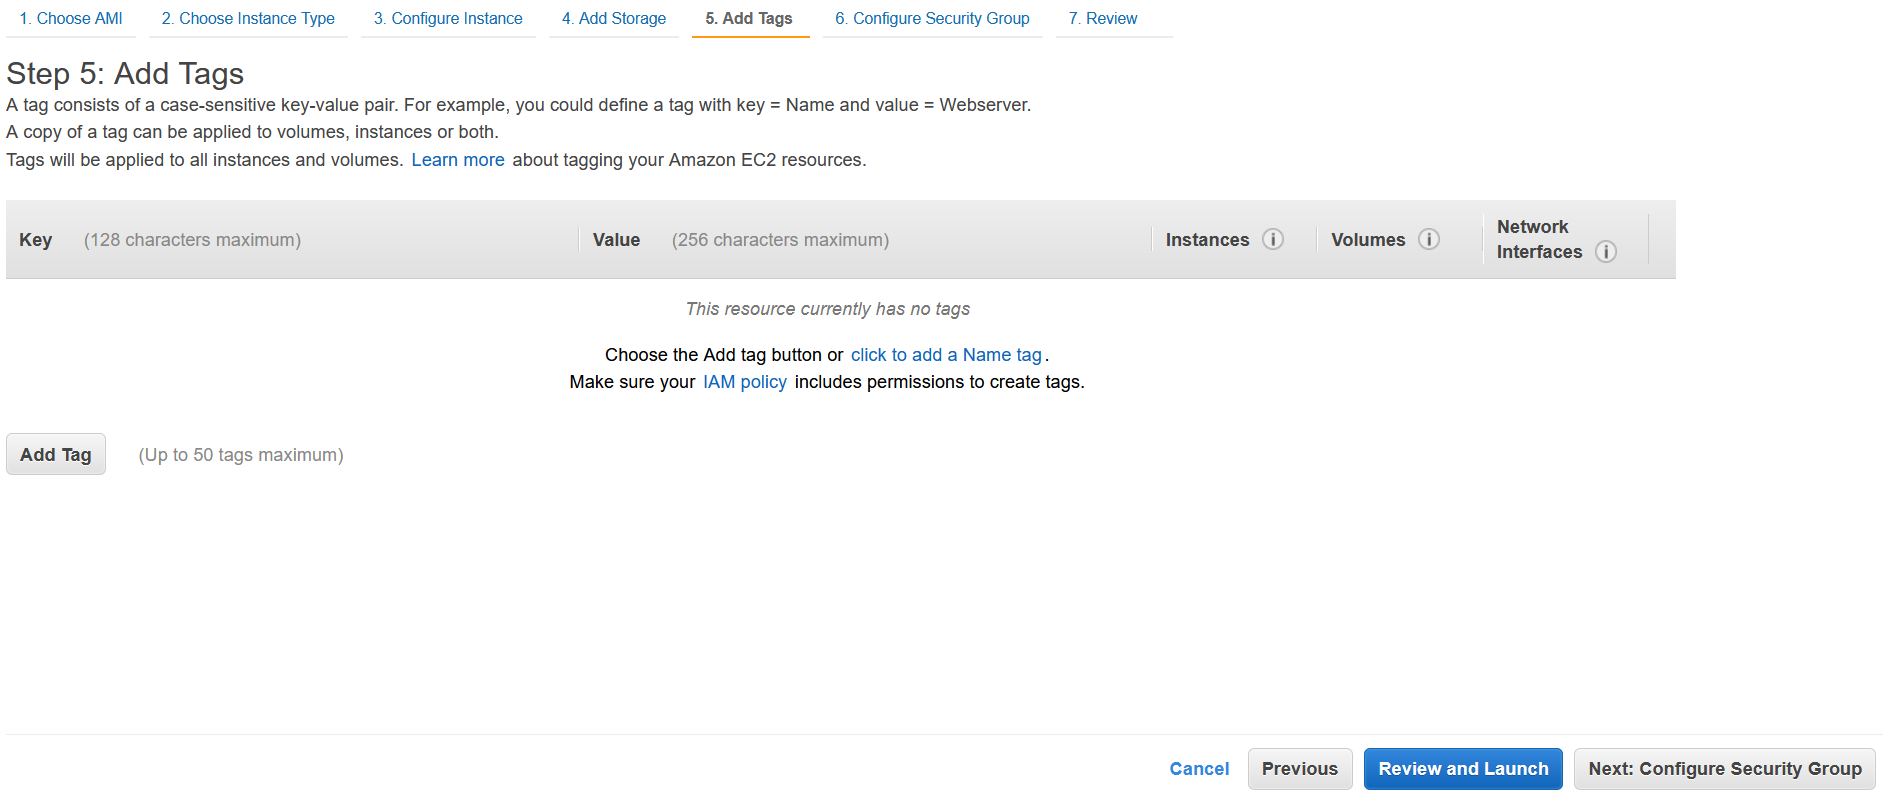 1. Choose AMI 2. Choose Instance Type 3. Configure Instance 4. Add Storage 5. Add Tags 6. Configure Security Group 7. Review
Step 5: Add Tags
A tag consists of a case-sensitive key-value pair. For example, you could define a tag with key = Name and value = Webserver.
A copy of a tag can be applied to volumes, instances or both.
Tags will be applied to all instances and volumes. Learn more about tagging your Amazon EC2 resources.
Key (128 characters maximum) Value (256 characters maximum) Instances i Volumes i Network
Interfaces i
This resource currently has no tags
Choose the Add tag button or click to add a Name tag.
Make sure your IAM policy includes permissions to create tags.
Add Tag (Up to 50 tags maximum)
Cancel Previous Review and Launch Next: Configure Security Group